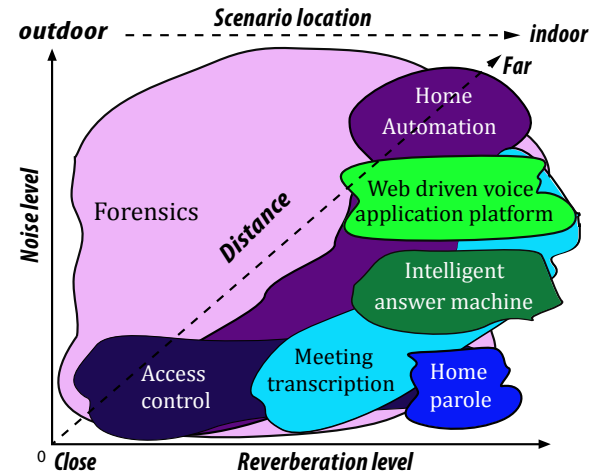 Scenario location
outdoor
indoor
Far
Home
Automation
Noise level
Forensics
Distance
Web driven voice
application platform
Intelligent
answer machine
Access
control
Meeting
transcription
Home
parole
0
Close
Reverberation level